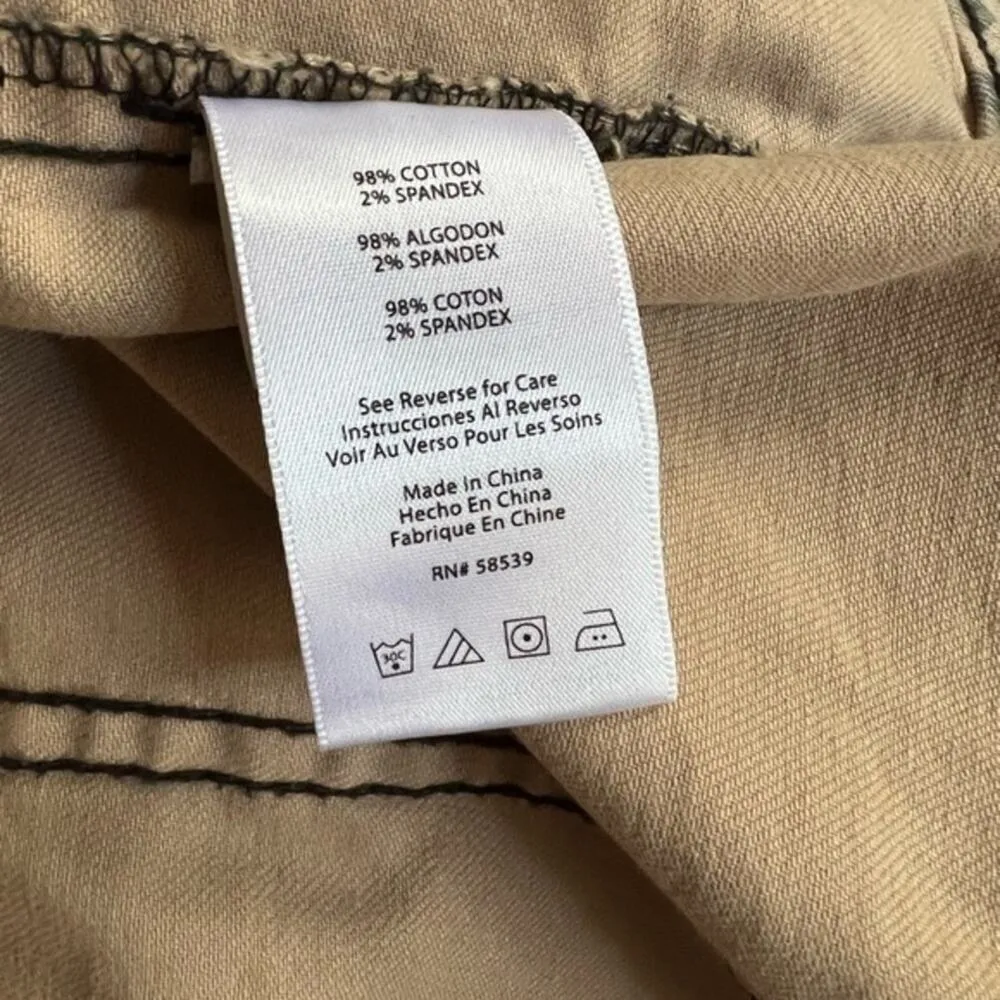 98% COTTON
2% SPANDEX
98% ALGODON
2% SPANDEX
98% COTON
2% SPANDEX
See Reverse for Care
Instrucciones Al Reverso
Voir Au Verso Pour Les Soins
Made In China
Hecho En China
Fabrique En Chine
RN# 58539
30C